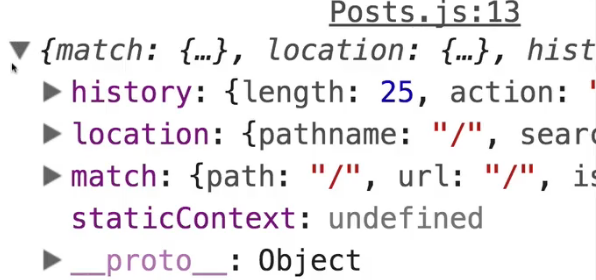 Posts.js:13
▼ {match: {…}, location: {…}, hist
▶ history: {length: 25, action: "
▶ location: {pathname: "/", searc
▶ match: {path: "/", url: "/", is
staticContext: undefined
▶ __proto__: Object